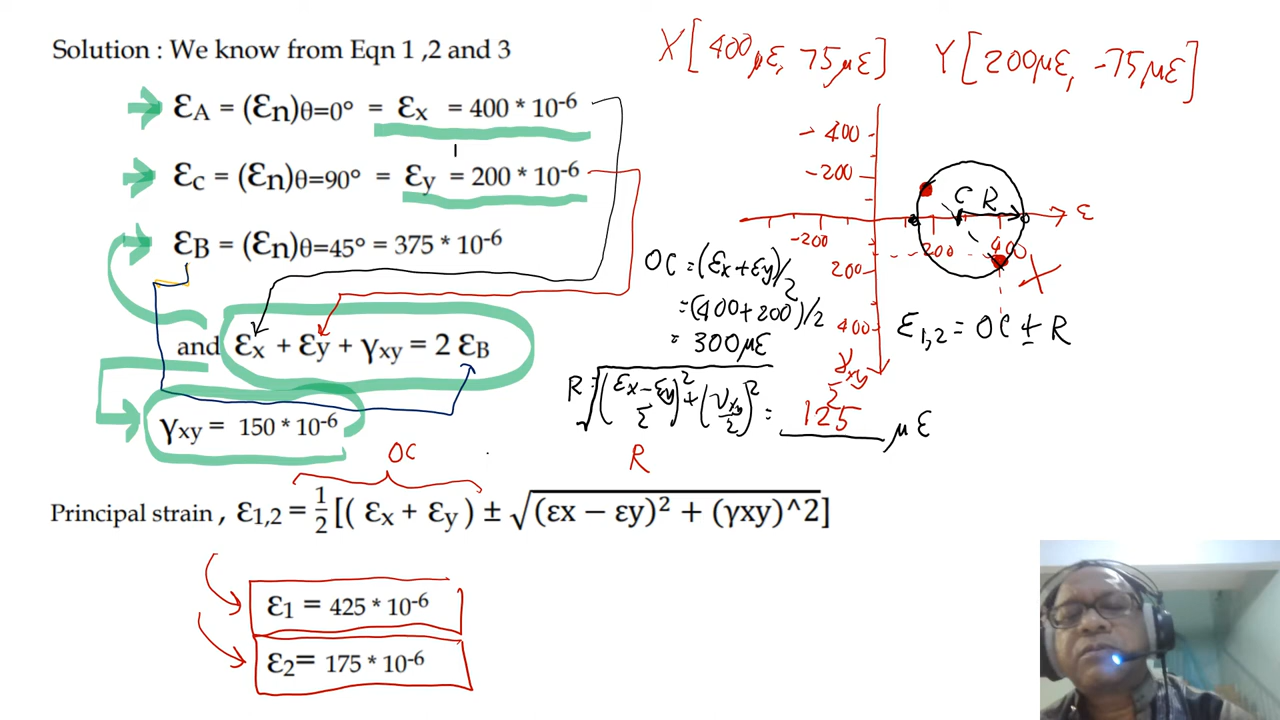 Solution : We know from Eqn 1 ,2 and 3
εA = (εn)θ=0° = εx = 400 * 10-6
εC = (εn)θ=90° = εy = 200 * 10-6
εB = (εn)θ=45° = 375 * 10-6
and εx + εy + γxy = 2 εB
γxy = 150 * 10-6
OC
R
Principal strain , ε1,2 = 1/2 [( εx + εy ) ± √(εx − εy)² + (γxy)^2]
ε1 = 425 * 10-6
ε2= 175 * 10-6
X[400με, 75με] Y[200με, -75με]
-400
-200
C R
ε
-200 200 400
200
X
400
γxy
2
OC = (εx+εy)/2
= (400+200)/2
= 300με
ε1,2 = OC ± R
R = √(εx-εy/2)² + (γxy/2)² = 125 με